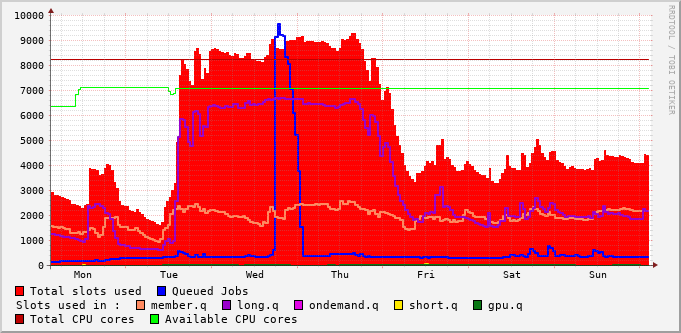 RRDTOOL / TOBI OETIKER
10000
9000
8000
7000
6000
5000
4000
3000
2000
1000
0
Mon Tue Wed Thu Fri Sat Sun
Total slots used Queued Jobs
Slots used in : member.q long.q ondemand.q short.q gpu.q
Total CPU cores Available CPU cores